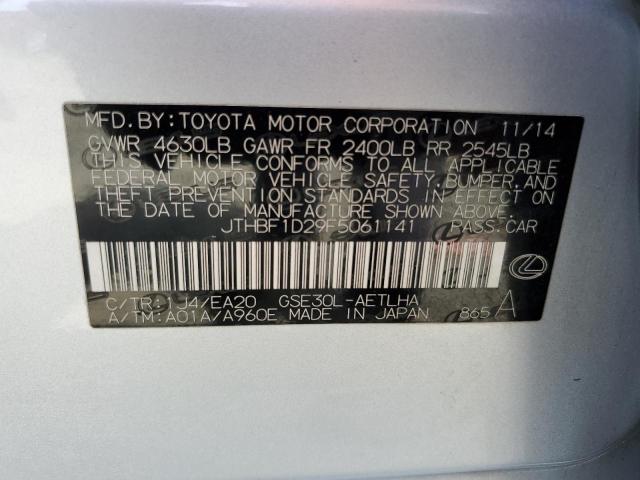 MFD. BY: TOYOTA MOTOR CORPORATION 11/14
GVWR 4630LB GAWR FR 2400LB RR 2545LB
THIS VEHICLE CONFORMS TO ALL APPLICABLE
FEDERAL MOTOR VEHICLE SAFETY, BUMPER, AND
THEFT PREVENTION STANDARDS IN EFFECT ON
THE DATE OF MANUFACTURE SHOWN ABOVE.
JTHBF1D29F5061141 PASS. CAR
C/TR: 1J4/EA20 GSE30L-AETLHA
A/TM: A01A/A960E MADE IN JAPAN 865 A